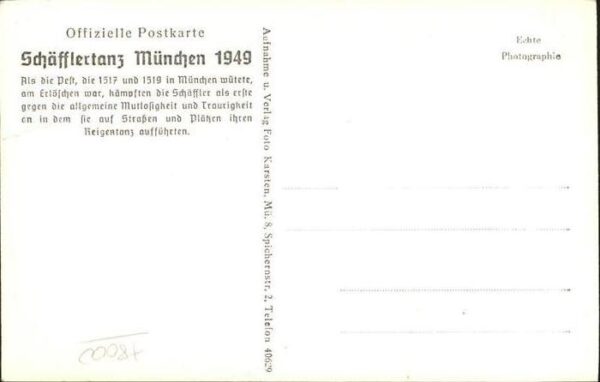 Offizielle Postkarte
Schäfflertanz München 1949
Als die Pest, die 1517 und 1519 in München wütete,
am Erlöschen war, kämpften die Schäffler als erste
gegen die allgemeine Mutlosigkeit und Traurigkeit
an in dem sie auf Straßen und Plätzen ihren
Reigentanz aufführten.
Aufnahme u. Verlag Foto Karsten, Mü. 8, Spichernstr. 2, Telefon 40629
Echte
Photographie